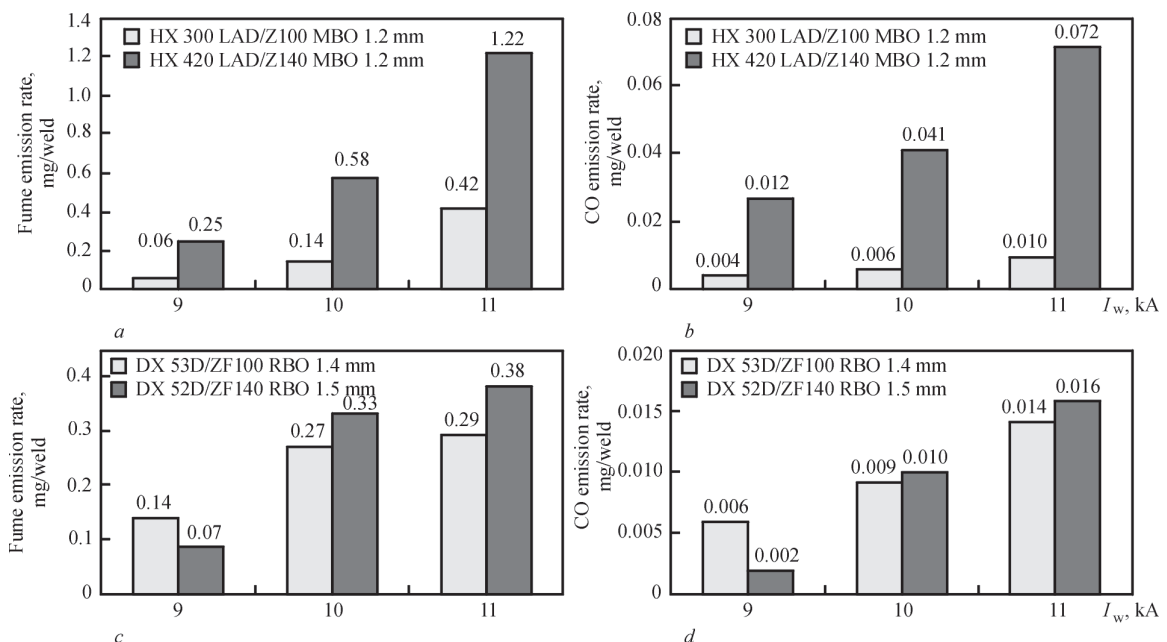 Fume emission rate,
mg/weld
1.4
1.2
1.0
0.8
0.6
0.4
0.2
0
HX 300 LAD/Z100 MBO 1.2 mm
HX 420 LAD/Z140 MBO 1.2 mm
0.06
0.25
0.14
0.58
0.42
1.22
9
10
11
a
CO emission rate,
mg/weld
0.08
0.06
0.04
0.02
0
HX 300 LAD/Z100 MBO 1.2 mm
HX 420 LAD/Z140 MBO 1.2 mm
0.004
0.012
0.006
0.041
0.010
0.072
9
10
11
Iw, kA
b
Fume emission rate,
mg/weld
0.4
0.3
0.2
0.1
0
DX 53D/ZF100 RBO 1.4 mm
DX 52D/ZF140 RBO 1.5 mm
0.14
0.07
0.27
0.33
0.29
0.38
9
10
11
c
CO emission rate,
mg/weld
0.020
0.015
0.010
0.005
0
DX 53D/ZF100 RBO 1.4 mm
DX 52D/ZF140 RBO 1.5 mm
0.006
0.002
0.009
0.010
0.014
0.016
9
10
11
Iw, kA
d